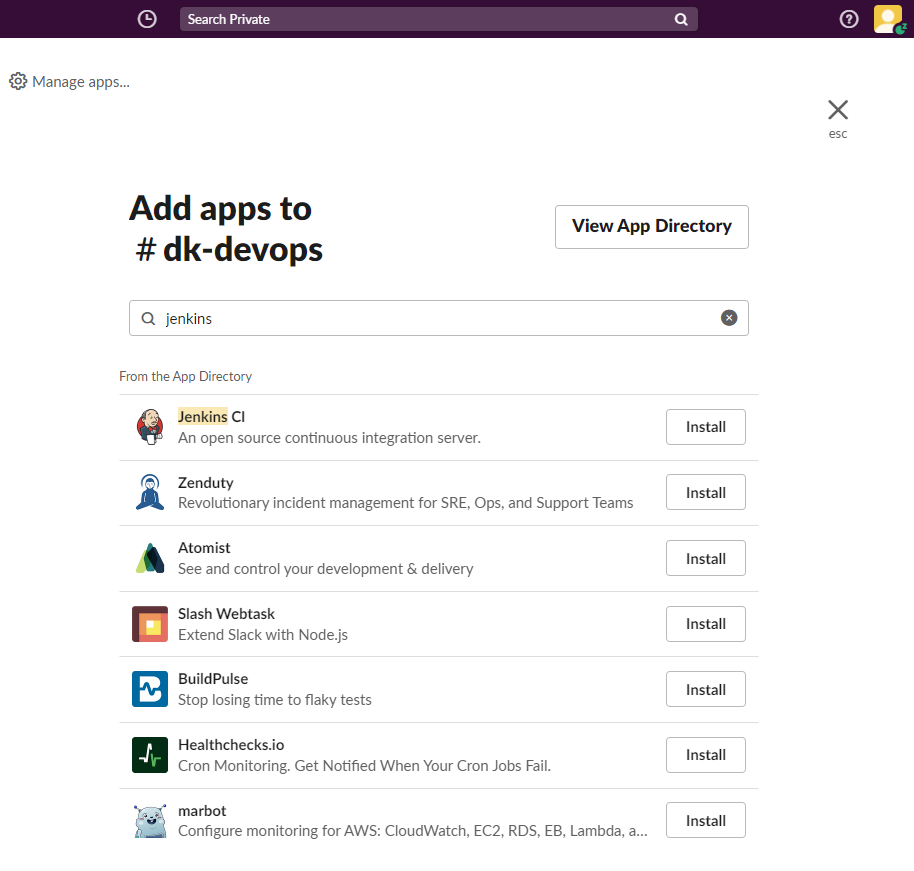 Search Private
Manage apps...
esc
Add apps to
# dk-devops
View App Directory
jenkins
From the App Directory
Jenkins CI
An open source continuous integration server.
Install
Zenduty
Revolutionary incident management for SRE, Ops, and Support Teams
Install
Atomist
See and control your development & delivery
Install
Slash Webtask
Extend Slack with Node.js
Install
BuildPulse
Stop losing time to flaky tests
Install
Healthchecks.io
Cron Monitoring. Get Notified When Your Cron Jobs Fail.
Install
marbot
Configure monitoring for AWS: CloudWatch, EC2, RDS, EB, Lambda, a...
Install